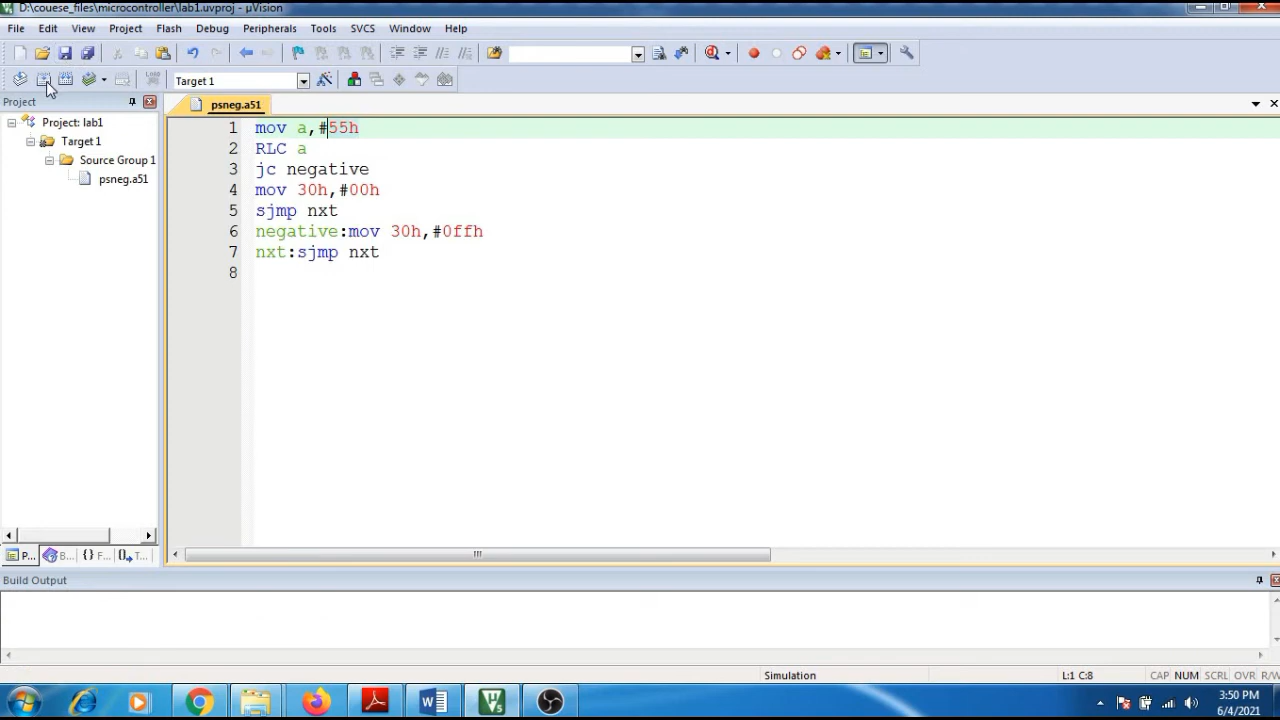 D:\couese_files\microcontroller\lab1.uvproj - µVision
File Edit View Project Flash Debug Peripherals Tools SVCS Window Help
Target 1
Project
psneg.a51
Project: lab1
Target 1
Source Group 1
psneg.a51
1 mov a,#55h
2 RLC a
3 jc negative
4 mov 30h,#00h
5 sjmp nxt
6 negative:mov 30h,#0ffh
7 nxt:sjmp nxt
8
P... B... {} F... T...
Build Output
Simulation L:1 C:8 CAP NUM SCRL OVR R/W
3:50 PM
6/4/2021